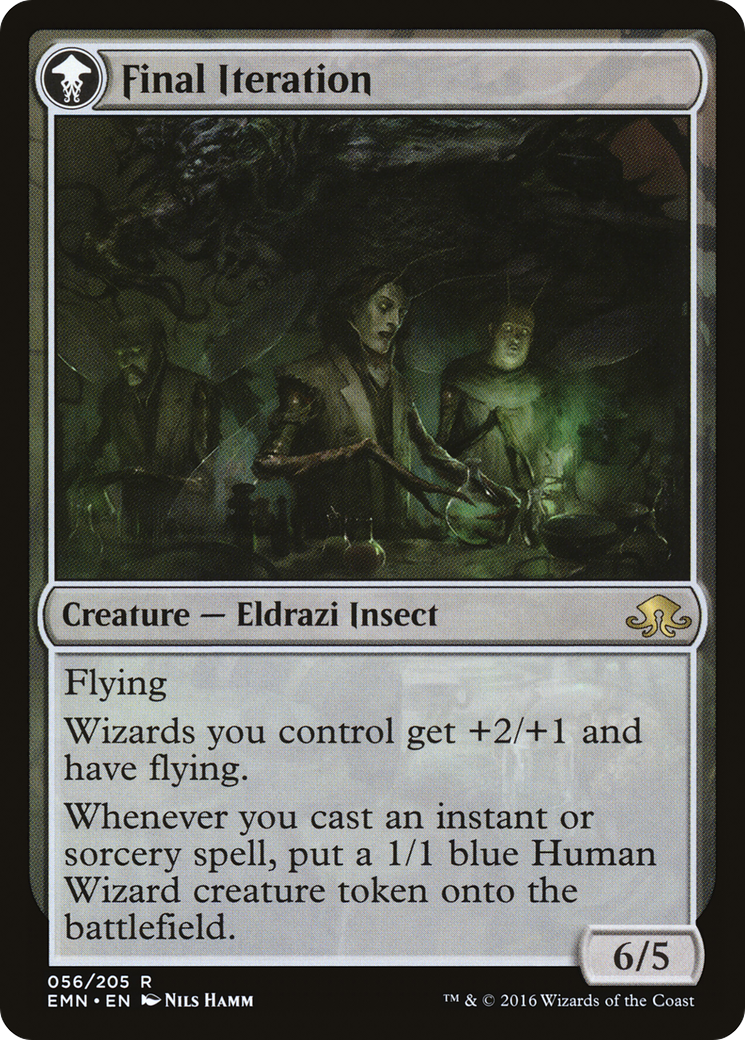 Final Iteration
Creature — Eldrazi Insect
Flying
Wizards you control get +2/+1 and
have flying.
Whenever you cast an instant or
sorcery spell, put a 1/1 blue Human
Wizard creature token onto the
battlefield.
6/5
056/205 R
EMN • EN Nils Hamm
™ & © 2016 Wizards of the Coast